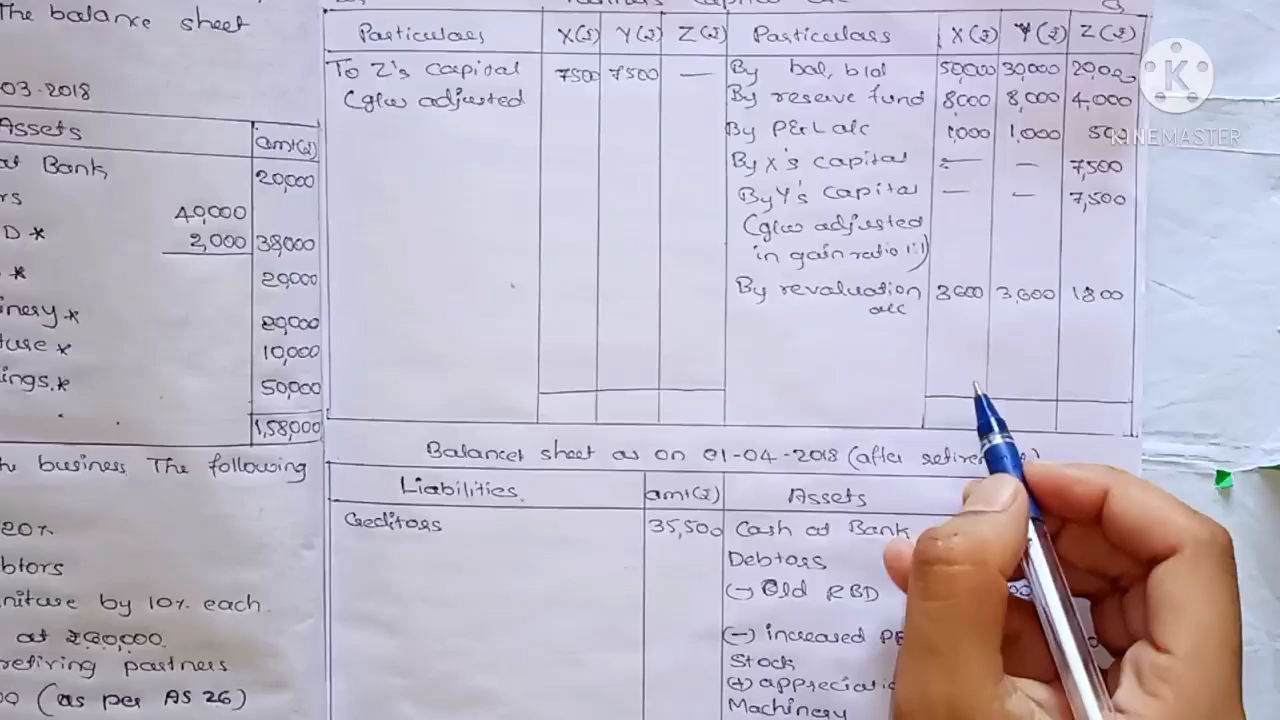 The balance sheet
03-2018
Assets amt(₹)
at Bank 20,000
rs 40,000
D * 2,000 38,000
* 20,000
inery * 20,000
ture * 10,000
ings. * 50,000
1,58,000
business The following
20%
btors
niture by 10% each
at
retiring partners
(as per AS 26)
Particulars X(₹) Y(₹) Z(₹) Particulars X(₹) Y(₹) Z(₹)
To Z's capital 7500 7500 — By bal, b/d 50,000 30,000 20,000
(g/w adjusted By reserve fund 8000 8,000 4,000
By P&L a/c 1,000 1,000 500
By X's capital — — 7,500
By Y's capital — — 7,500
(g/w adjusted
in gain ratio 1:1)
By revaluation 3600 3,600 1800
a/c
Balancet sheet as on 01-04-2018 (after
Liabilities amt(₹) Assets
Creditors 35,500 Cash at Bank
Debtors
(-) Old RBD
(-) increased
Stock
(+)
Machinery
K
KINEMASTER